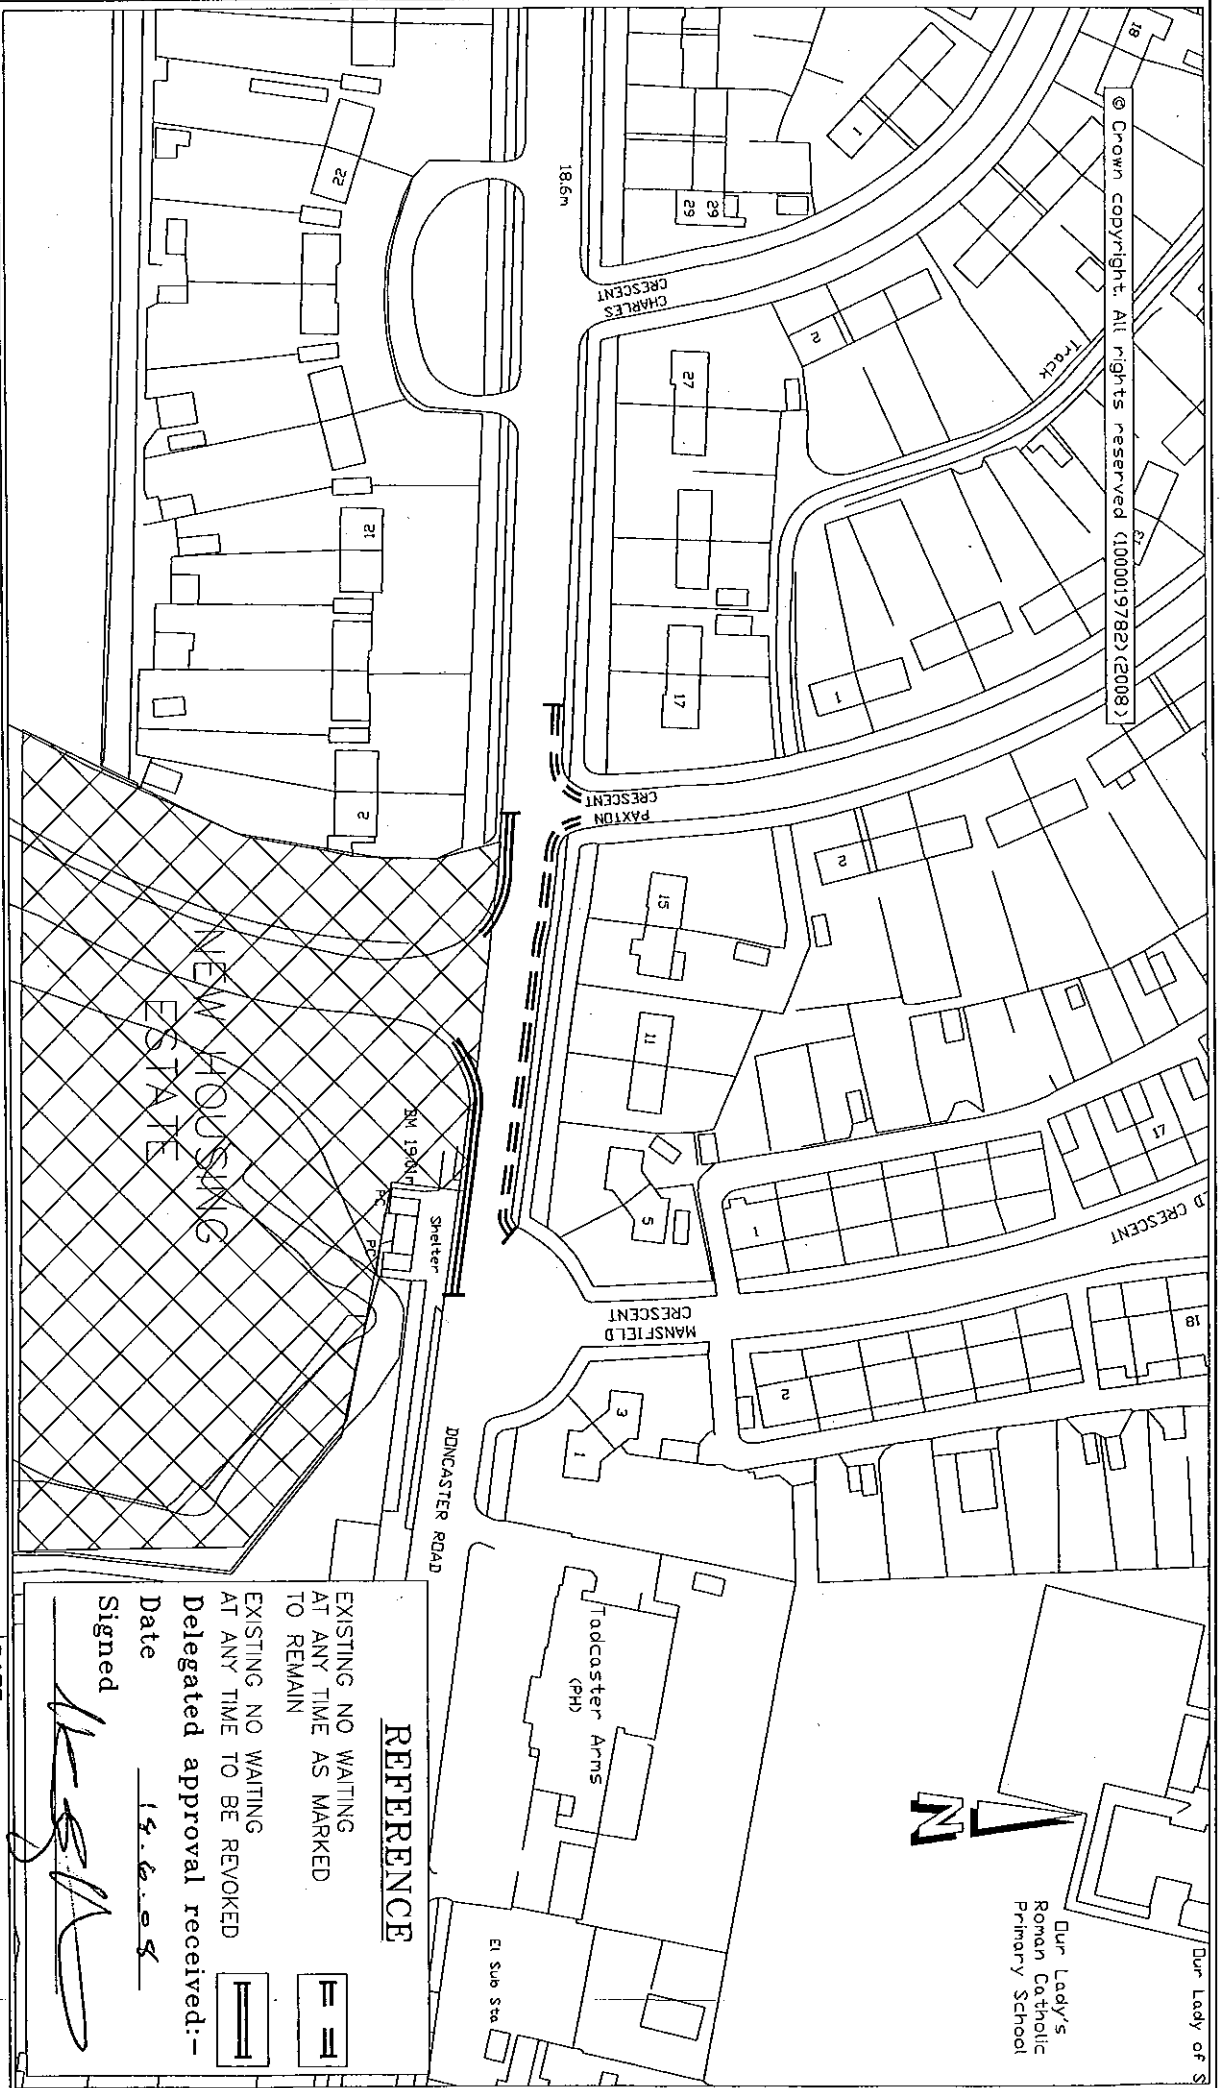 © Crown copyright. All rights reserved (100019782) (2008)
18
1
Track
13
18.6m
29
29
CHARLES
CRESCENT
2
27
22
21
17
1
2
PAXTON
CRESCENT
15
11
2
5
1
17
D CRESCENT
18
2
MANSFIELD
CRESCENT
3
1
NEW HOUSING
ESTATE
BM 19.01m
PC
PC
Shelter
DONCASTER ROAD
Tadcaster Arms
(PH)
El Sub Sta
N
Our Lady's
Roman Catholic
Primary School
Our Lady of S
REFERENCE
EXISTING NO WAITING
AT ANY TIME AS MARKED
TO REMAIN
EXISTING NO WAITING
AT ANY TIME TO BE REVOKED
Delegated approval received:-
Date
Signed